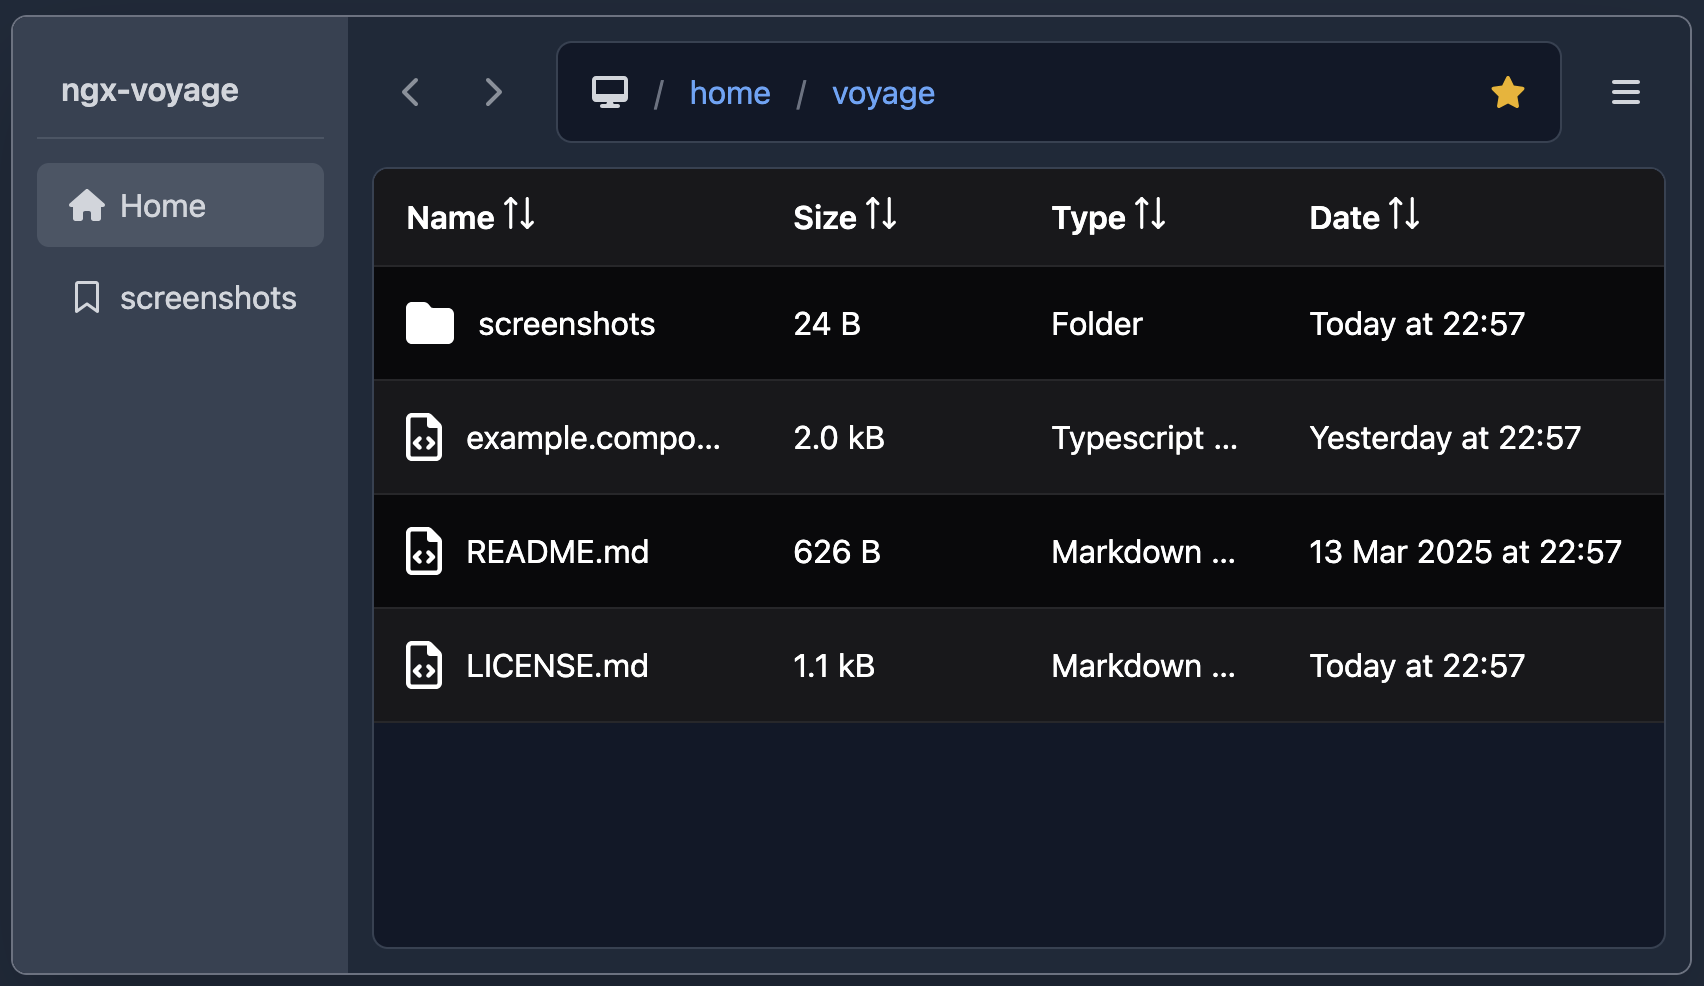 ngx-voyage
Home
screenshots
/ home / voyage
Name Size Type Date
screenshots 24 B Folder Today at 22:57
example.compo... 2.0 kB Typescript ... Yesterday at 22:57
README.md 626 B Markdown ... 13 Mar 2025 at 22:57
LICENSE.md 1.1 kB Markdown ... Today at 22:57